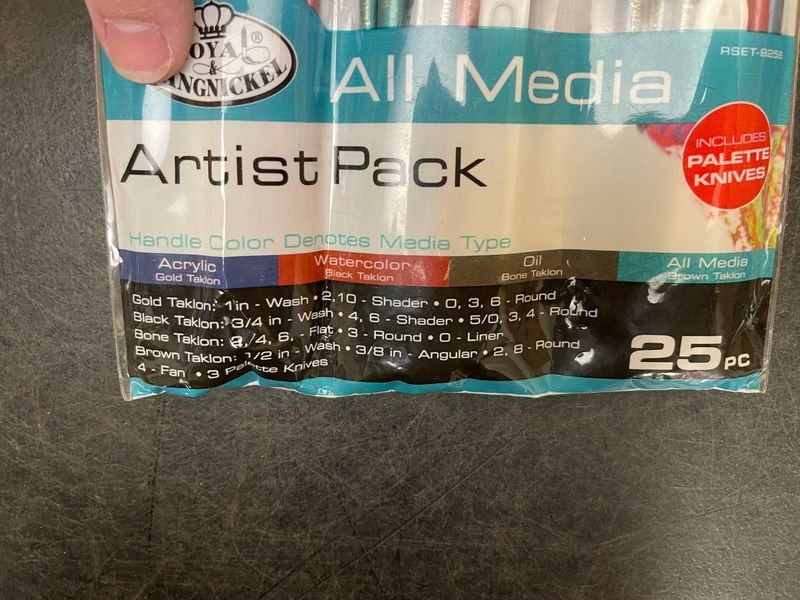 OYAL ®
&
ANGNICKEL
All Media
RSET-9258
INCLUDES
PALETTE
KNIVES
Artist Pack
Handle Color Denotes Media Type
Acrylic
Gold Taklon
Watercolor
Black Taklon
Oil
Bone Taklon
All Media
Brown Taklon
Gold Taklon: 1 in - Wash • 2, 10 - Shader • 0, 3, 6 - Round
Black Taklon: 3/4 in - Wash • 4, 6 - Shader • 5/0, 3, 4 - Round
Bone Taklon: 2, 4, 6, - Flat • 3 - Round • 0 - Liner
Brown Taklon: 1/2 in - Wash • 3/8 in - Angular • 2, 8 - Round
4 - Fan • 3 Palette Knives
25 PC